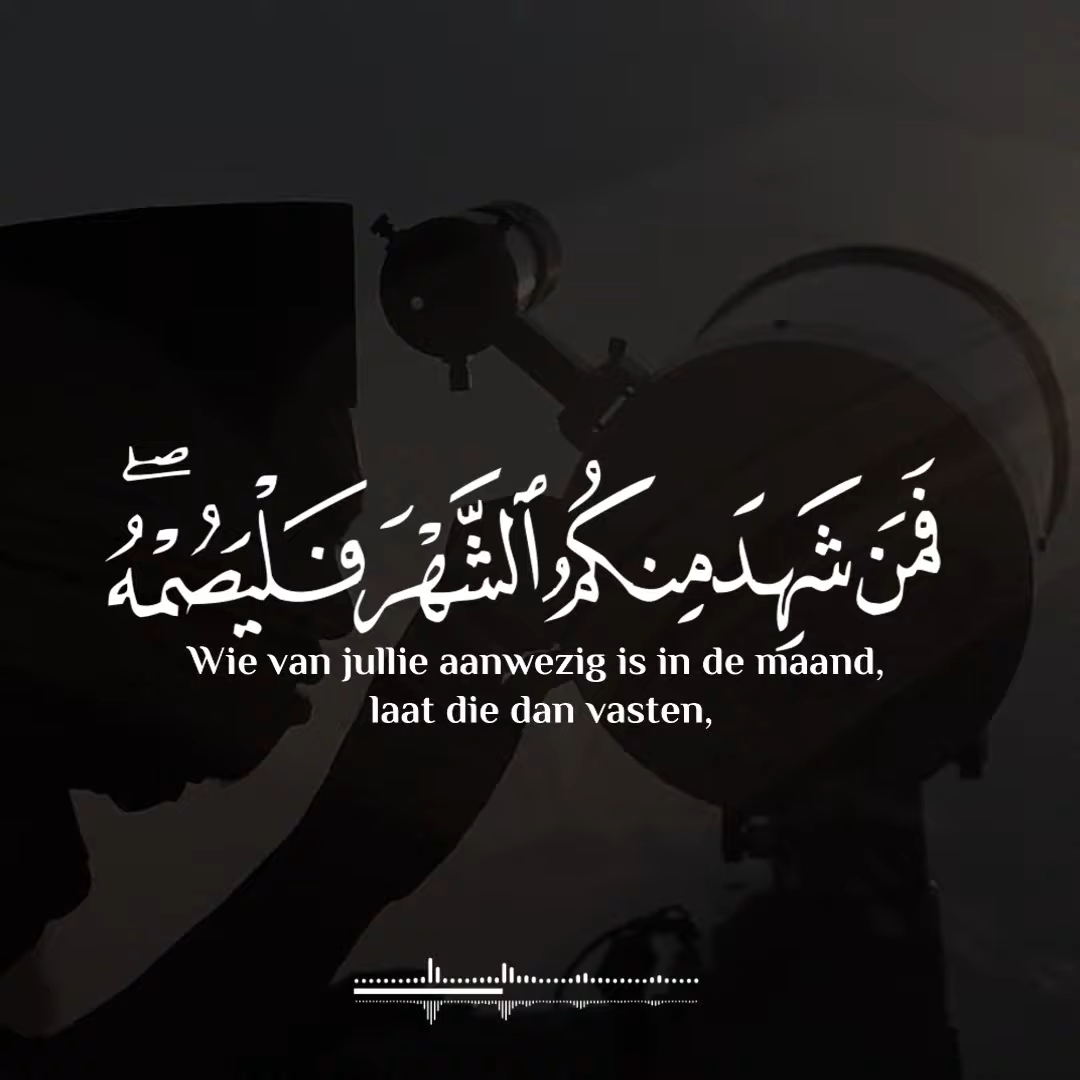 فَمَن شَهِدَ مِنكُمُ ٱلشَّهْرَ فَلْيَصُمْهُ ۖ
Wie van jullie aanwezig is in de maand,
laat die dan vasten,